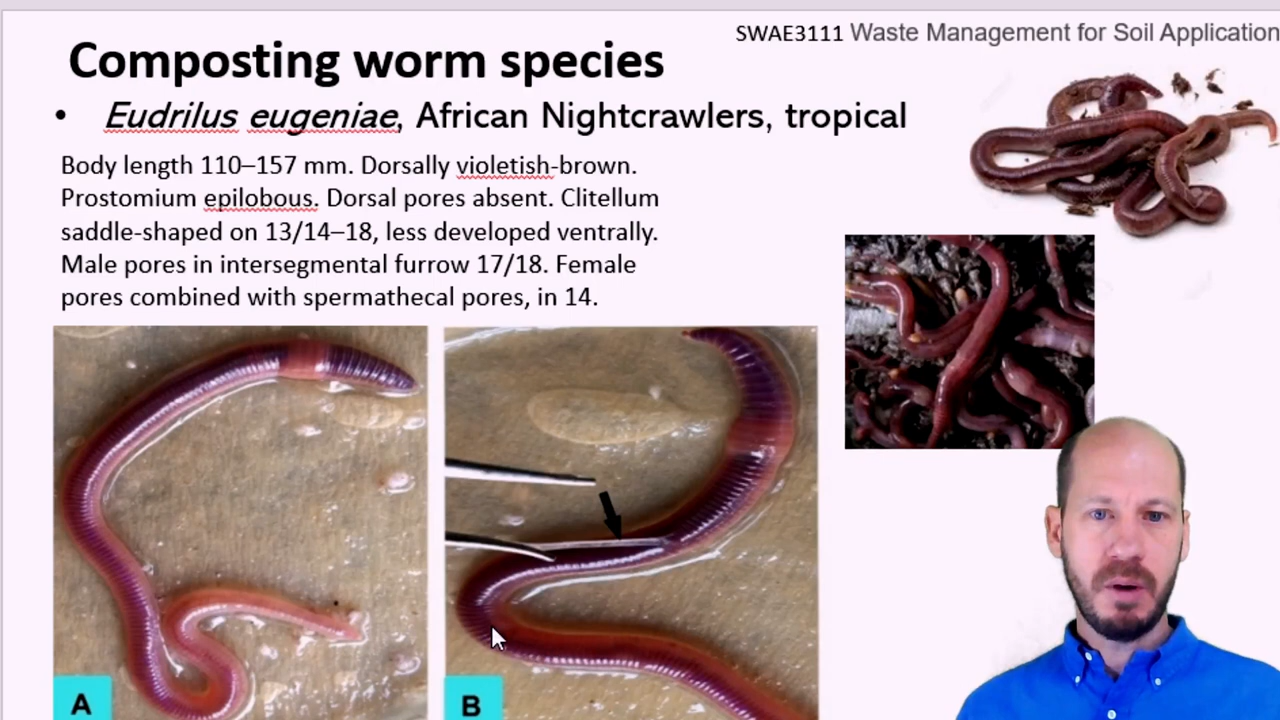 SWAE3111 Waste Management for Soil Application
Composting worm species
• Eudrilus eugeniae, African Nightcrawlers, tropical
Body length 110–157 mm. Dorsally violetish-brown.
Prostomium epilobous. Dorsal pores absent. Clitellum
saddle-shaped on 13/14–18, less developed ventrally.
Male pores in intersegmental furrow 17/18. Female
pores combined with spermathecal pores, in 14.
A
B